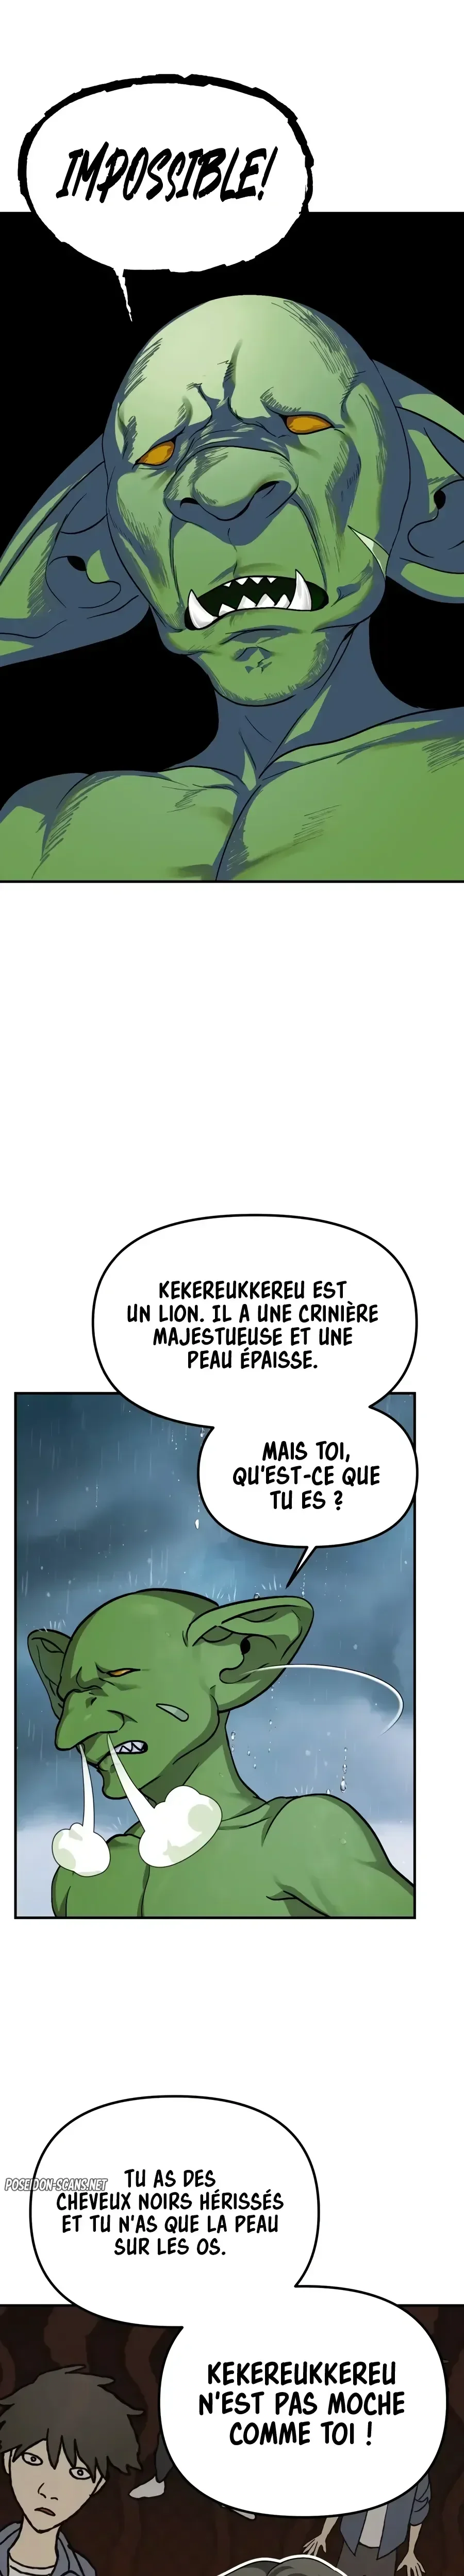 IMPOSSIBLE!
KEKEREUKKEREU EST
UN LION. IL A UNE CRINIÈRE
MAJESTUEUSE ET UNE
PEAU ÉPAISSE.
MAIS TOI,
QU'EST-CE QUE
TU ES ?
POSEIDON-SCANS.NET
TU AS DES
CHEVEUX NOIRS HÉRISSÉS
ET TU N'AS QUE LA PEAU
SUR LES OS.
KEKEREUKKEREU
N'EST PAS MOCHE
COMME TOI !